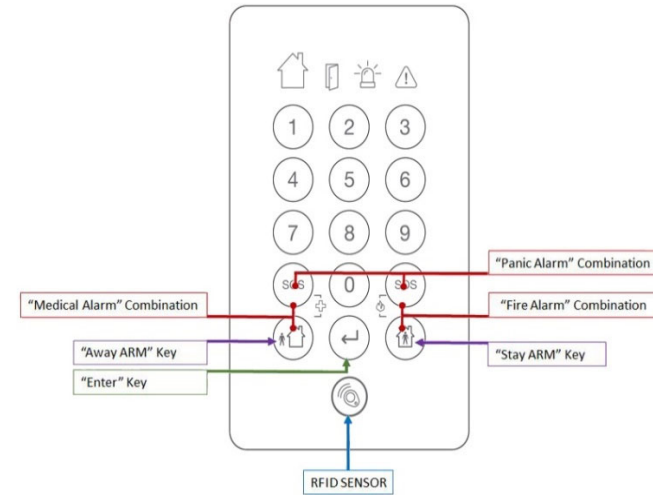 1 2 3
4 5 6
7 8 9
SOS 0 SOS
“Panic Alarm” Combination
“Medical Alarm” Combination
“Fire Alarm” Combination
“Away ARM” Key
“Stay ARM” Key
“Enter” Key
RFID SENSOR